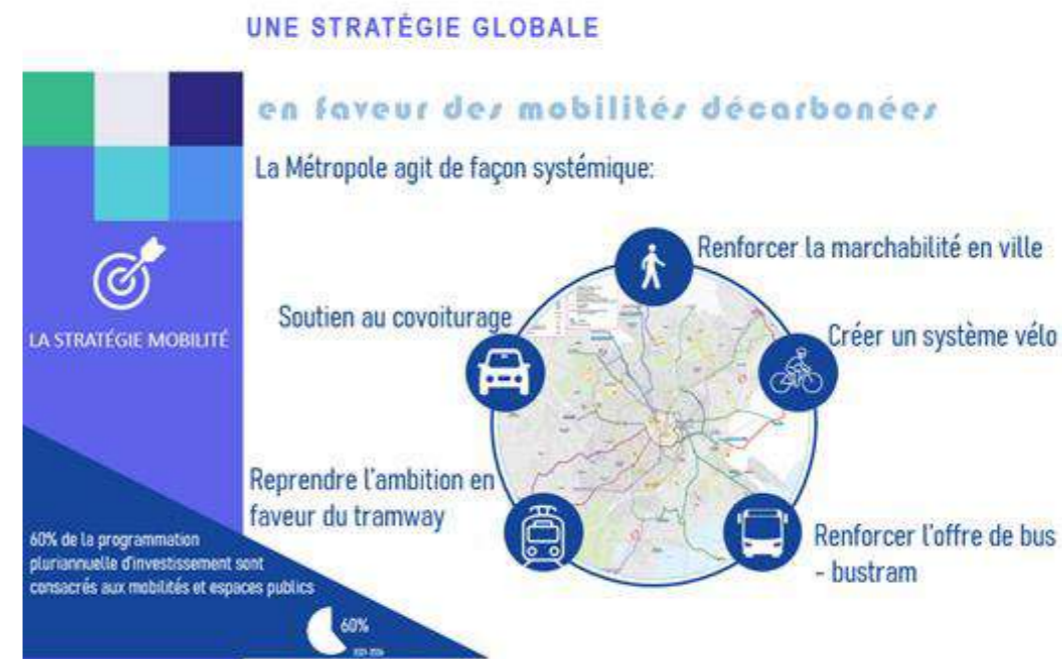 UNE STRATÉGIE GLOBALE
en faveur des mobilités décarbonées
La Métropole agit de façon systémique:
Renforcer la marchabilité en ville
Soutien au covoiturage
Créer un système vélo
LA STRATÉGIE MOBILITÉ
Reprendre l'ambition en
faveur du tramway
Renforcer l'offre de bus
- bustram
60% de la programmation
pluriannuelle d'investissement sont
consacrés aux mobilités et espaces publics
60%